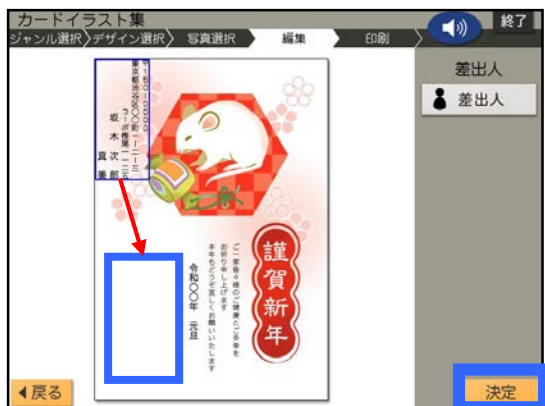 カードイラスト集
終了
ジャンル選択〉デザイン選択〉 写真選択 編集 印刷
差出人
差出人
坂木 次郎
真美
謹賀新年
ご一家皆々様のご健康とご多幸を
お祈り申し上げます
本年もどうぞ宜しくお願いいたします
令和〇〇年 元旦
戻る
決定